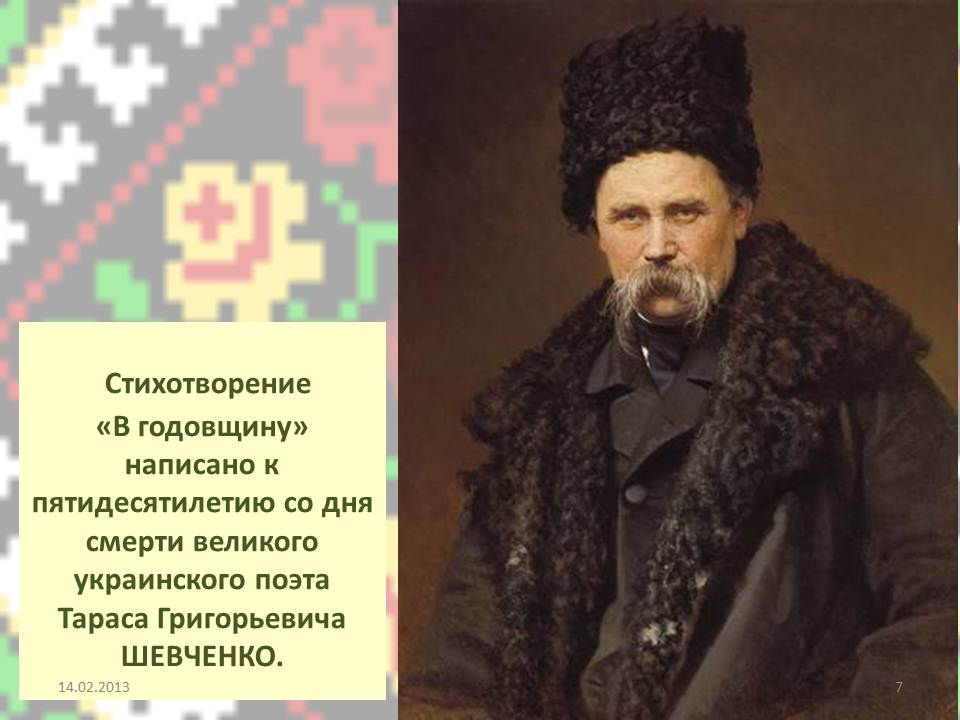 Стихотворение
«В годовщину»
написано к
пятидесятилетию со дня
смерти великого
украинского поэта
Тараса Григорьевича
ШЕВЧЕНКО.
14.02.2013
7